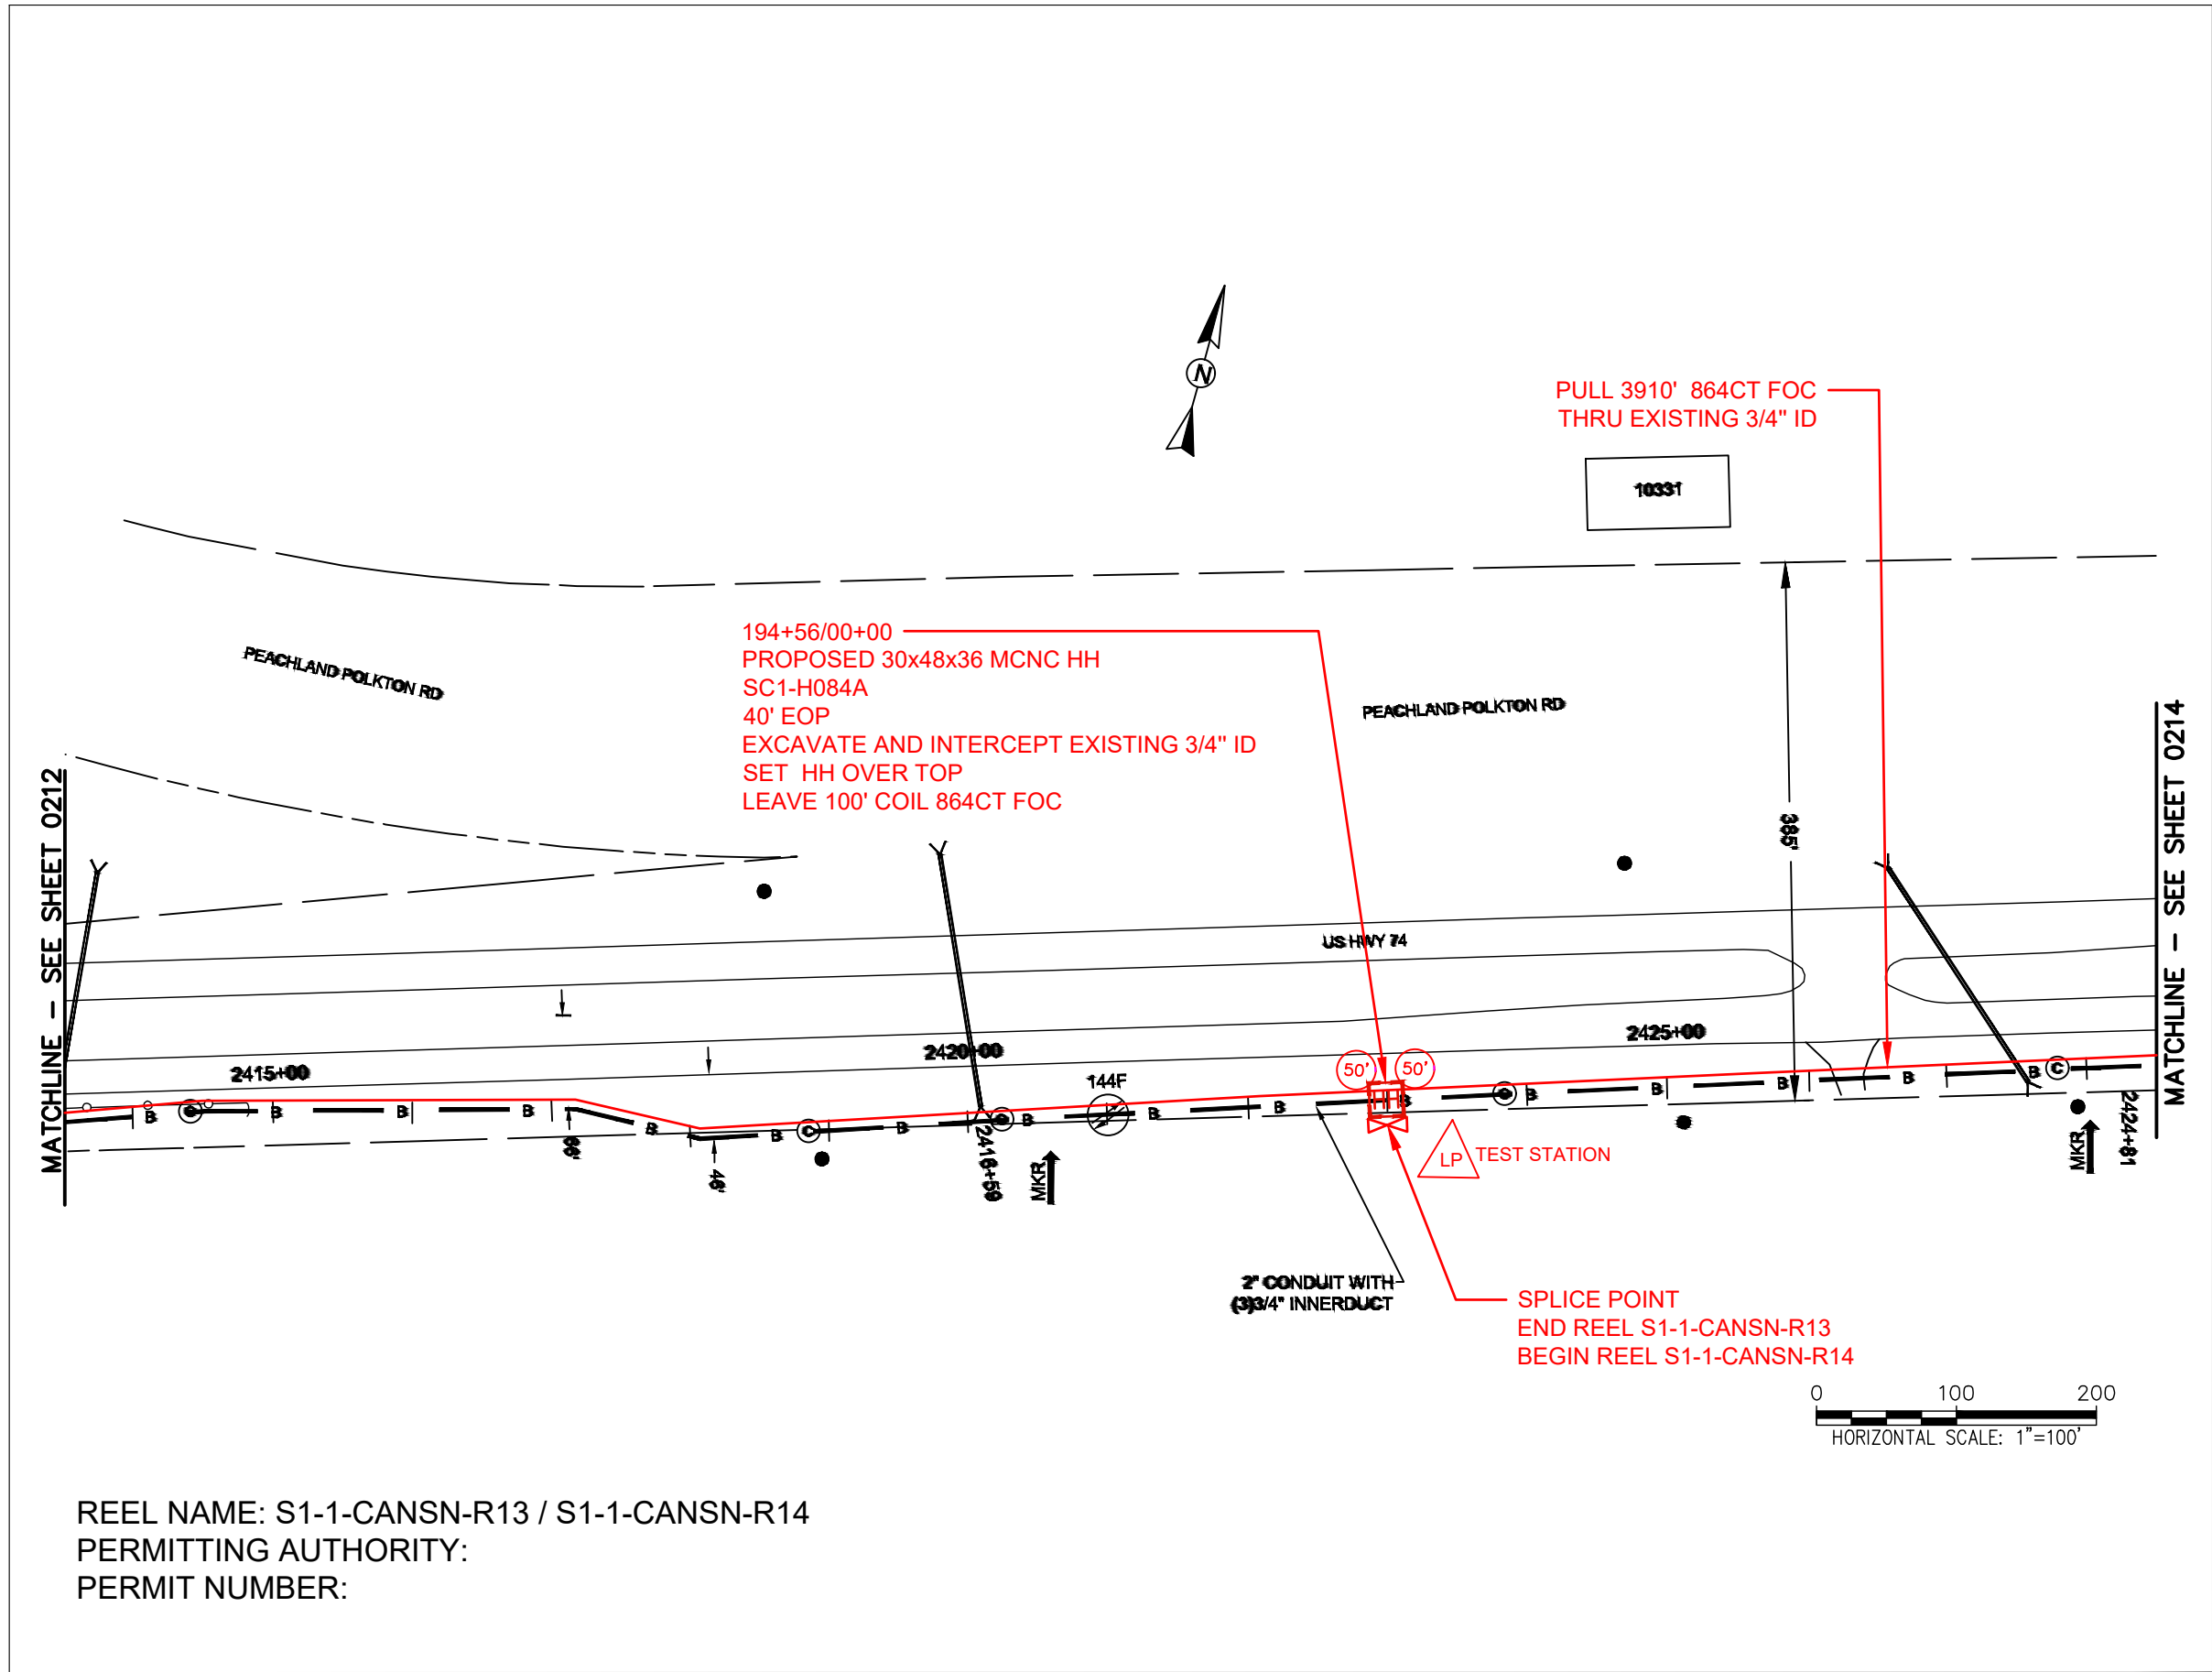 PULL 3910' 864CT FOC
THRU EXISTING 3/4" ID
N
10331
194+56/00+00
PROPOSED 30x48x36 MCNC HH
SC1-H084A
40' EOP
EXCAVATE AND INTERCEPT EXISTING 3/4" ID
SET HH OVER TOP
LEAVE 100' COIL 864CT FOC
PEACHLAND POLKTON RD
PEACHLAND POLKTON RD
MATCHLINE - SEE SHEET 0212
MATCHLINE - SEE SHEET 0214
385'
US HWY 74
2415+00
2420+00
2425+00
144F
50'
50'
HH
B B B B B B B B B B B B B B B
C C C C C
66'
46'
2416+59
MKR
LP
TEST STATION
MKR
2424+81
2" CONDUIT WITH
(3)3/4" INNERDUCT
SPLICE POINT
END REEL S1-1-CANSN-R13
BEGIN REEL S1-1-CANSN-R14
0 100 200
HORIZONTAL SCALE: 1"=100'
REEL NAME: S1-1-CANSN-R13 / S1-1-CANSN-R14
PERMITTING AUTHORITY:
PERMIT NUMBER: